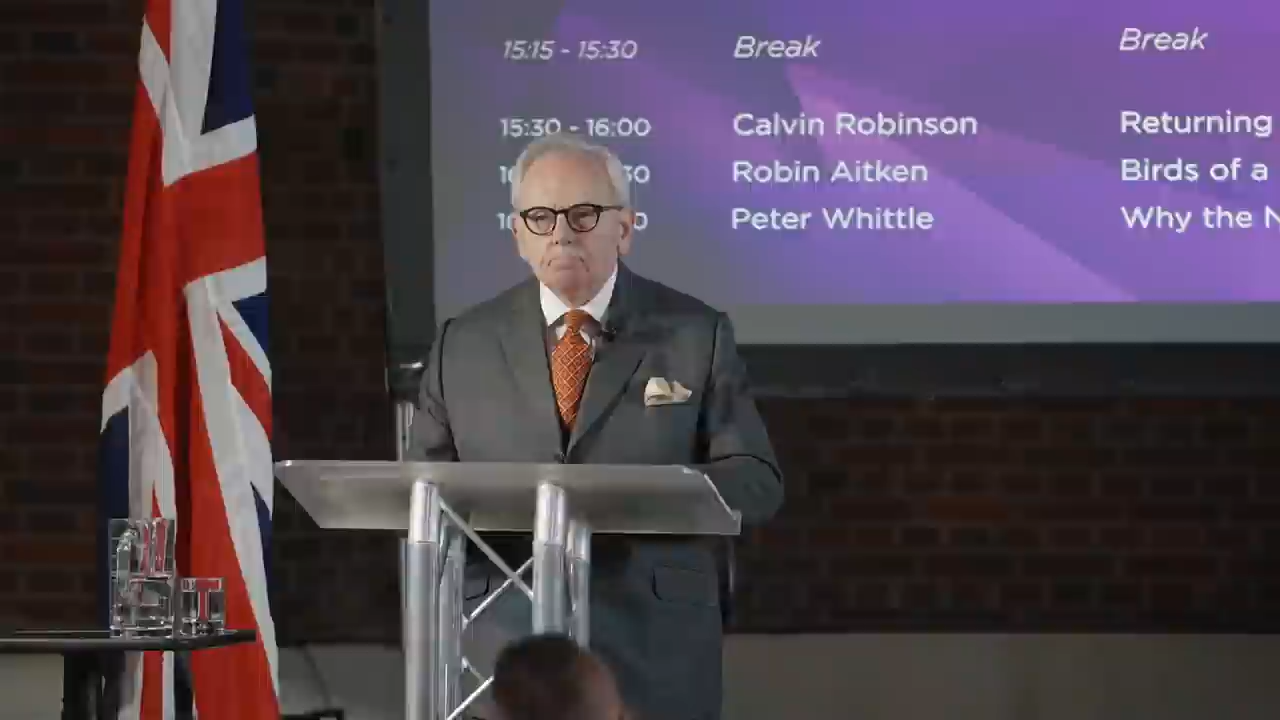 15:15 - 15:30 Break Break
15:30 - 16:00 Calvin Robinson Returning
Robin Aitken Birds of a
Peter Whittle Why the